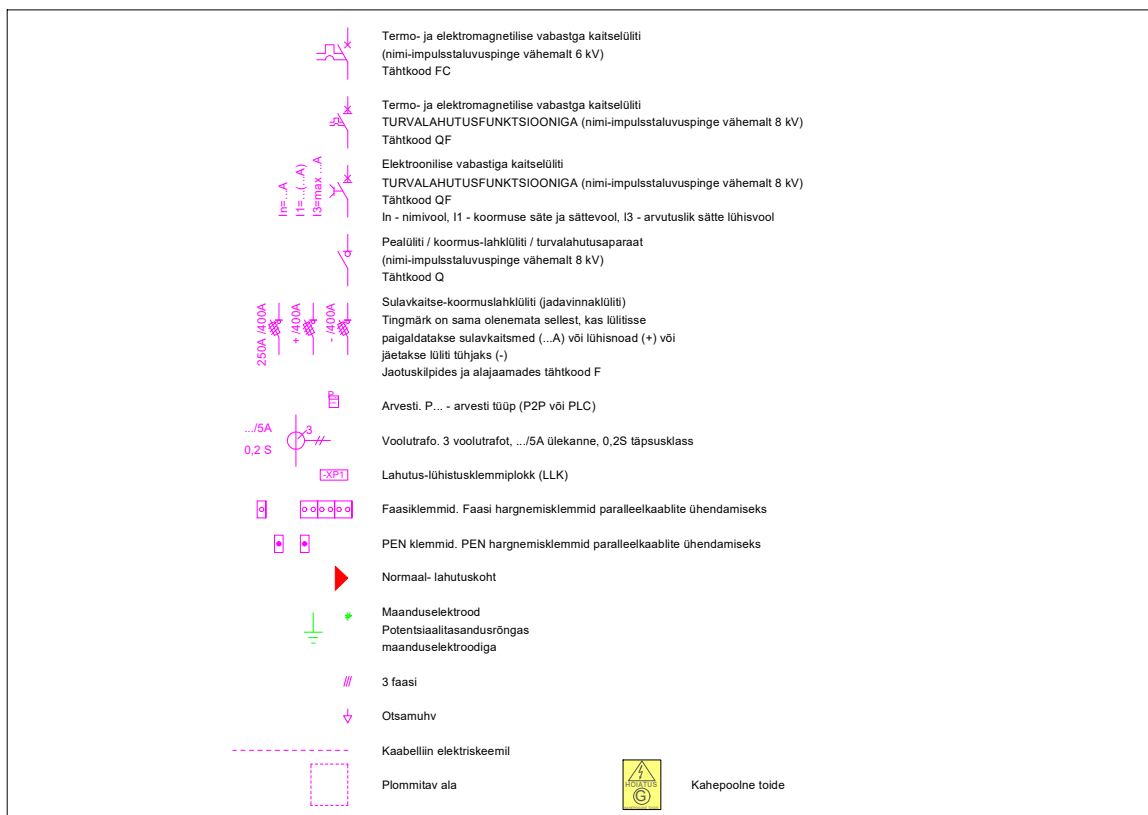 Termo- ja elektromagnetilise vabastga kaitselüliti
(nimi-impulsstaluvuspinge vähemalt 6 kV)
Tähtkood FC
Termo- ja elektromagnetilise vabastga kaitselüliti
TURVALAHUTUSFUNKTSIOONIGA (nimi-impulsstaluvuspinge vähemalt 8 kV)
Tähtkood QF
In=...A
I1=...(...A)
I3=max ...A
Elektroonilise vabastiga kaitselüliti
TURVALAHUTUSFUNKTSIOONIGA (nimi-impulsstaluvuspinge vähemalt 8 kV)
Tähtkood QF
In - nimivool, I1 - koormuse säte ja sättevool, I3 - arvutuslik sätte lühisvool
Pealüliti / koormus-lahklüliti / turvalahutusaparaat
(nimi-impulsstaluvuspinge vähemalt 8 kV)
Tähtkood Q
250A /400A
+ /400A
- /400A
Sulavkaitse-koormuslahklüliti (jadavinnaklüliti)
Tingmärk on sama olenemata sellest, kas lülitisse
paigaldatakse sulavkaitsmed (...A) või lühisnoad (+) või
jäetakse lüliti tühjaks (-)
Jaotuskilpides ja alajaamades tähtkood F
P...
Arvesti. P... - arvesti tüüp (P2P või PLC)
.../5A
0,2 S
3
Voolutrafo. 3 voolutrafot, .../5A ülekanne, 0,2S täpsusklass
-XP1
Lahutus-lühistusklemmiplokk (LLK)
Faasiklemmid. Faasi hargnemisklemmid paralleelkaablite ühendamiseks
PEN klemmid. PEN hargnemisklemmid paralleelkaablite ühendamiseks
Normaal- lahutuskoht
Maanduselektrood
Potentsiaalitasandusrõngas
maanduselektroodiga
3 faasi
Otsamuhv
Kaabelliin elektriskeemil
Plommitav ala
HOIATUS
G
Kahepoolne toide